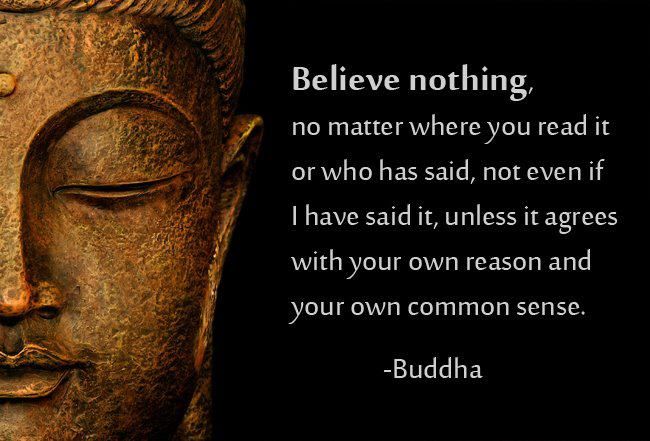 Believe nothing,
no matter where you read it
or who has said, not even if
I have said it, unless it agrees
with your own reason and
your own common sense.
-Buddha